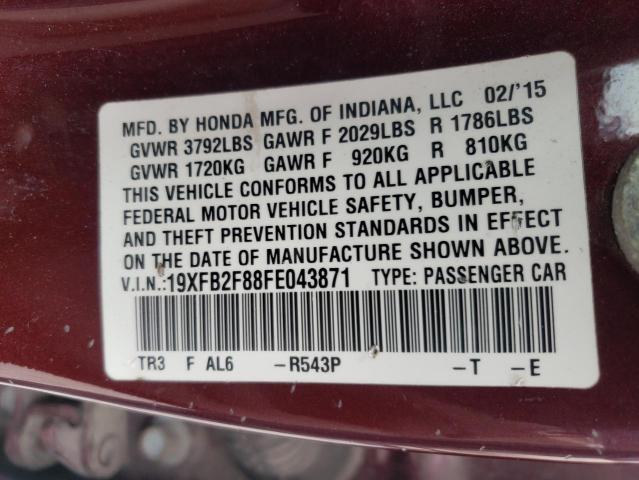 MFD. BY HONDA MFG. OF INDIANA, LLC 02/'15
GVWR 3792LBS GAWR F 2029LBS R 1786LBS
GVWR 1720KG GAWR F 920KG R 810KG
THIS VEHICLE CONFORMS TO ALL APPLICABLE
FEDERAL MOTOR VEHICLE SAFETY, BUMPER,
AND THEFT PREVENTION STANDARDS IN EFFECT
ON THE DATE OF MANUFACTURE SHOWN ABOVE.
V.I.N.:19XFB2F88FE043871 TYPE: PASSENGER CAR
TR3 F AL6 -R543P -T -E